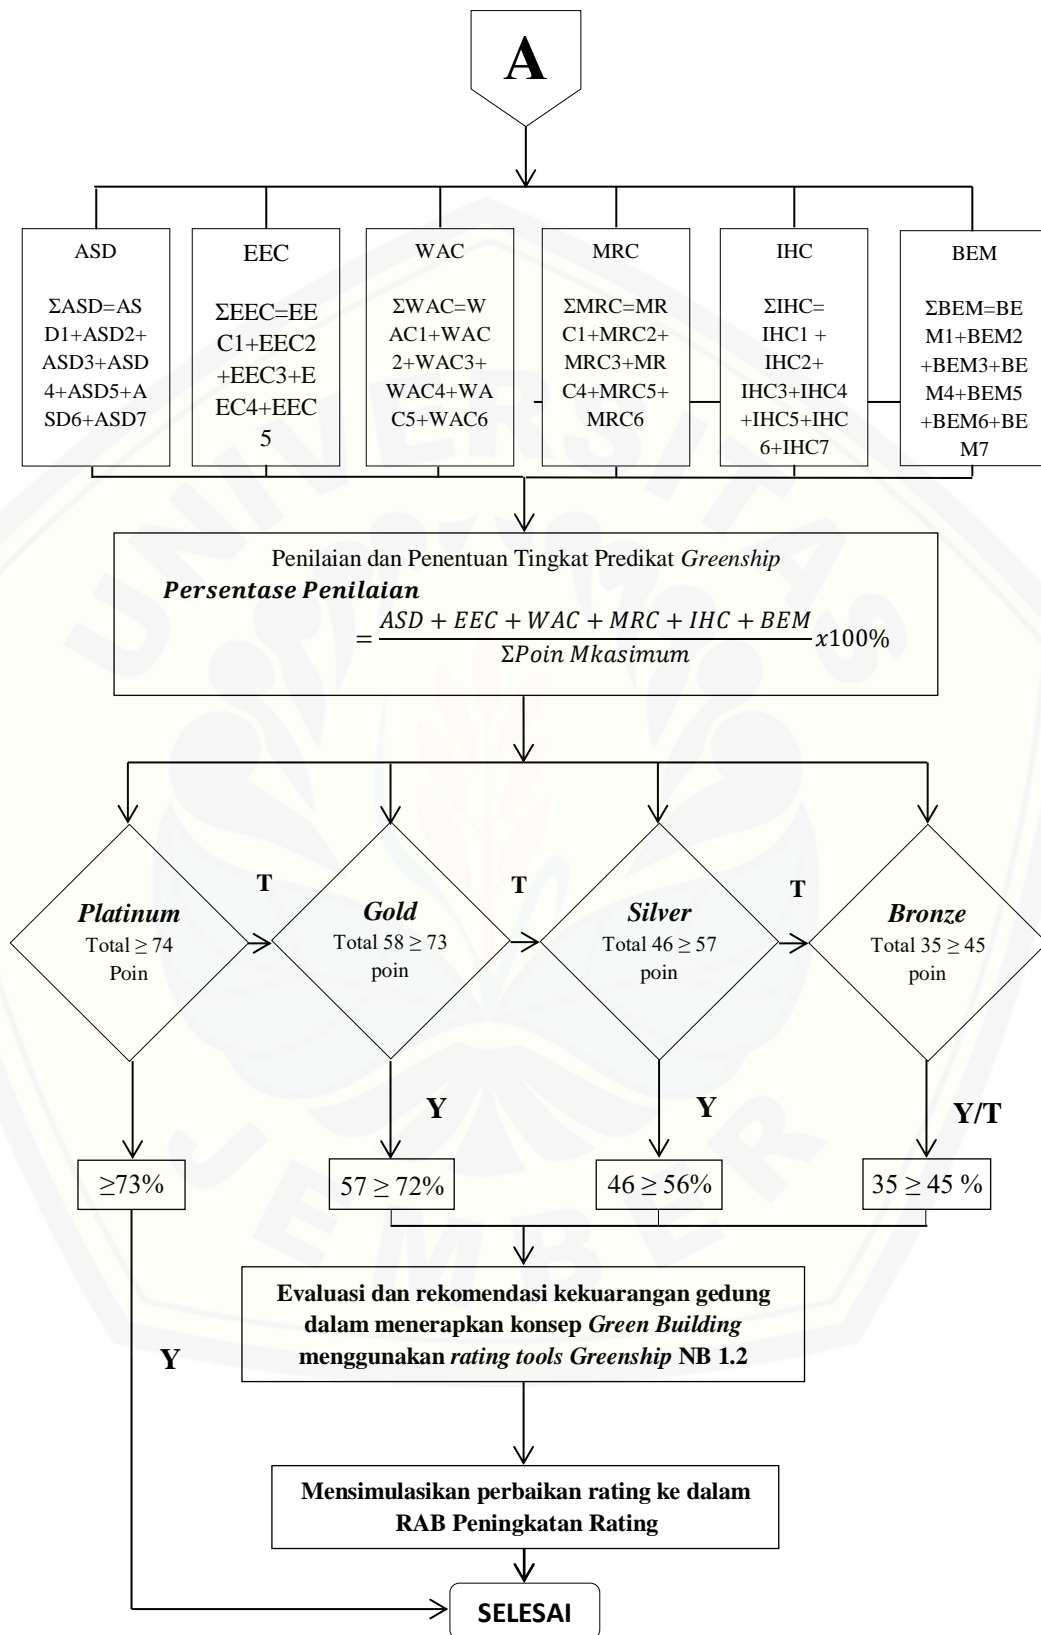 A
ASD
ΣASD=AS
D1+ASD2+
ASD3+ASD
4+ASD5+A
SD6+ASD7
EEC
ΣEEC=EE
C1+EEC2
+EEC3+E
EC4+EEC
5
WAC
ΣWAC=W
AC1+WAC
2+WAC3+
WAC4+WA
C5+WAC6
MRC
ΣMRC=MR
C1+MRC2+
MRC3+MR
C4+MRC5+
MRC6
IHC
ΣIHC=
IHC1 +
IHC2+
IHC3+IHC4
+IHC5+IHC
6+IHC7
BEM
ΣBEM=BE
M1+BEM2
+BEM3+BE
M4+BEM5
+BEM6+BE
M7
UNIVERSITAS
Penilaian dan Penentuan Tingkat Predikat Greenship
Persentase Penilaian
= ASD + EEC + WAC + MRC + IHC + BEM
ΣPoin Mkasimum x100%
T
T
T
Platinum
Total ≥ 74
Poin
Gold
Total 58 ≥ 73
poin
Silver
Total 46 ≥ 57
poin
Bronze
Total 35 ≥ 45
poin
Y
Y
Y/T
≥73%
57 ≥ 72%
46 ≥ 56%
35 ≥ 45 %
JEMBER
Evaluasi dan rekomendasi kekuarangan gedung
dalam menerapkan konsep Green Building
menggunakan rating tools Greenship NB 1.2
Y
Mensimulasikan perbaikan rating ke dalam
RAB Peningkatan Rating
SELESAI